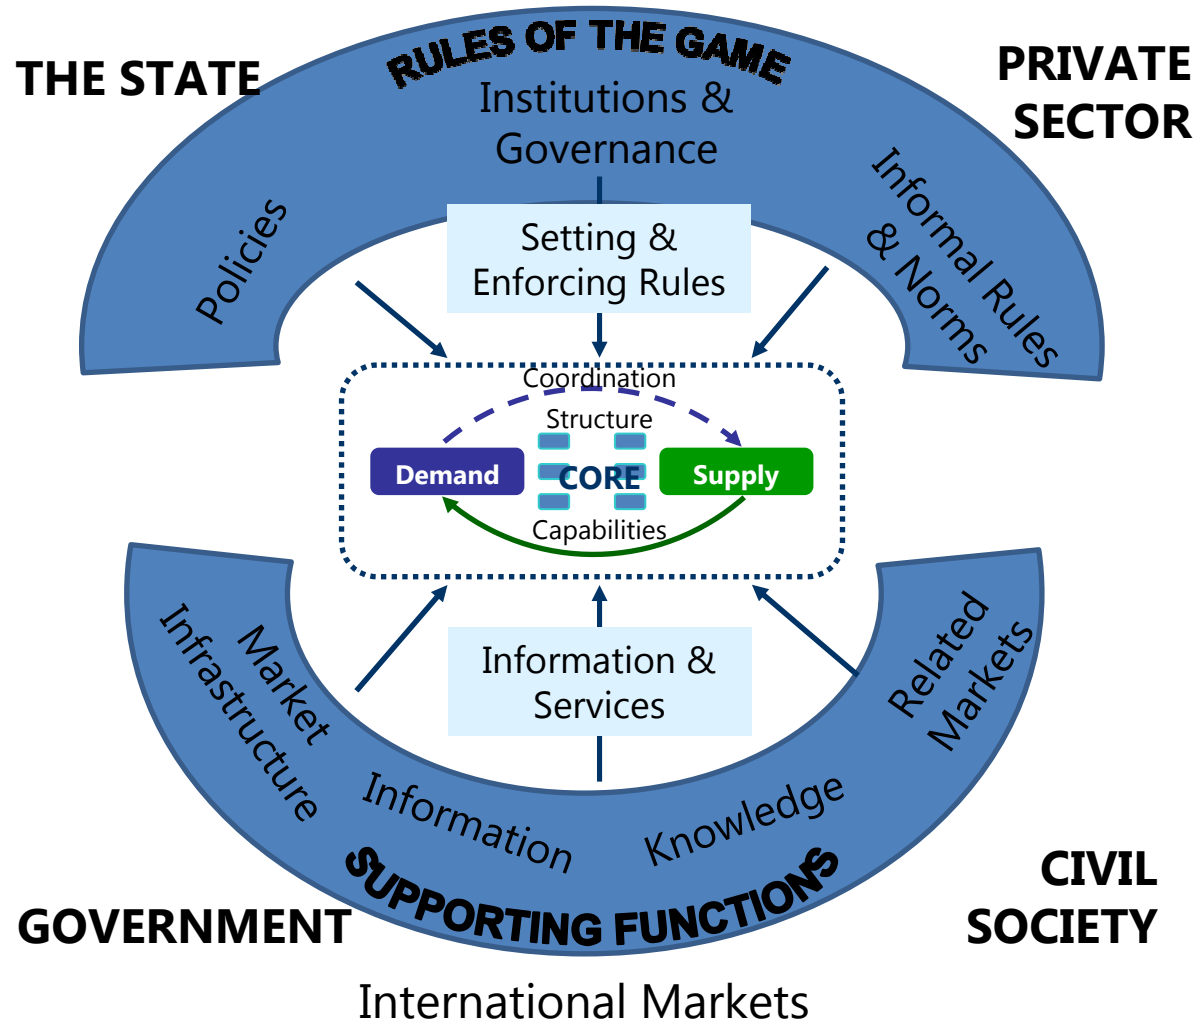 RULES OF THE GAME
THE STATE
PRIVATE
SECTOR
Institutions &
Governance
Policies
Informal Rules
& Norms
Setting &
Enforcing Rules
Coordination
Structure
Demand
CORE
Supply
Capabilities
Market
Infrastructure
Information &
Services
Related
Markets
Information
Knowledge
SUPPORTING FUNCTIONS
GOVERNMENT
CIVIL
SOCIETY
International Markets